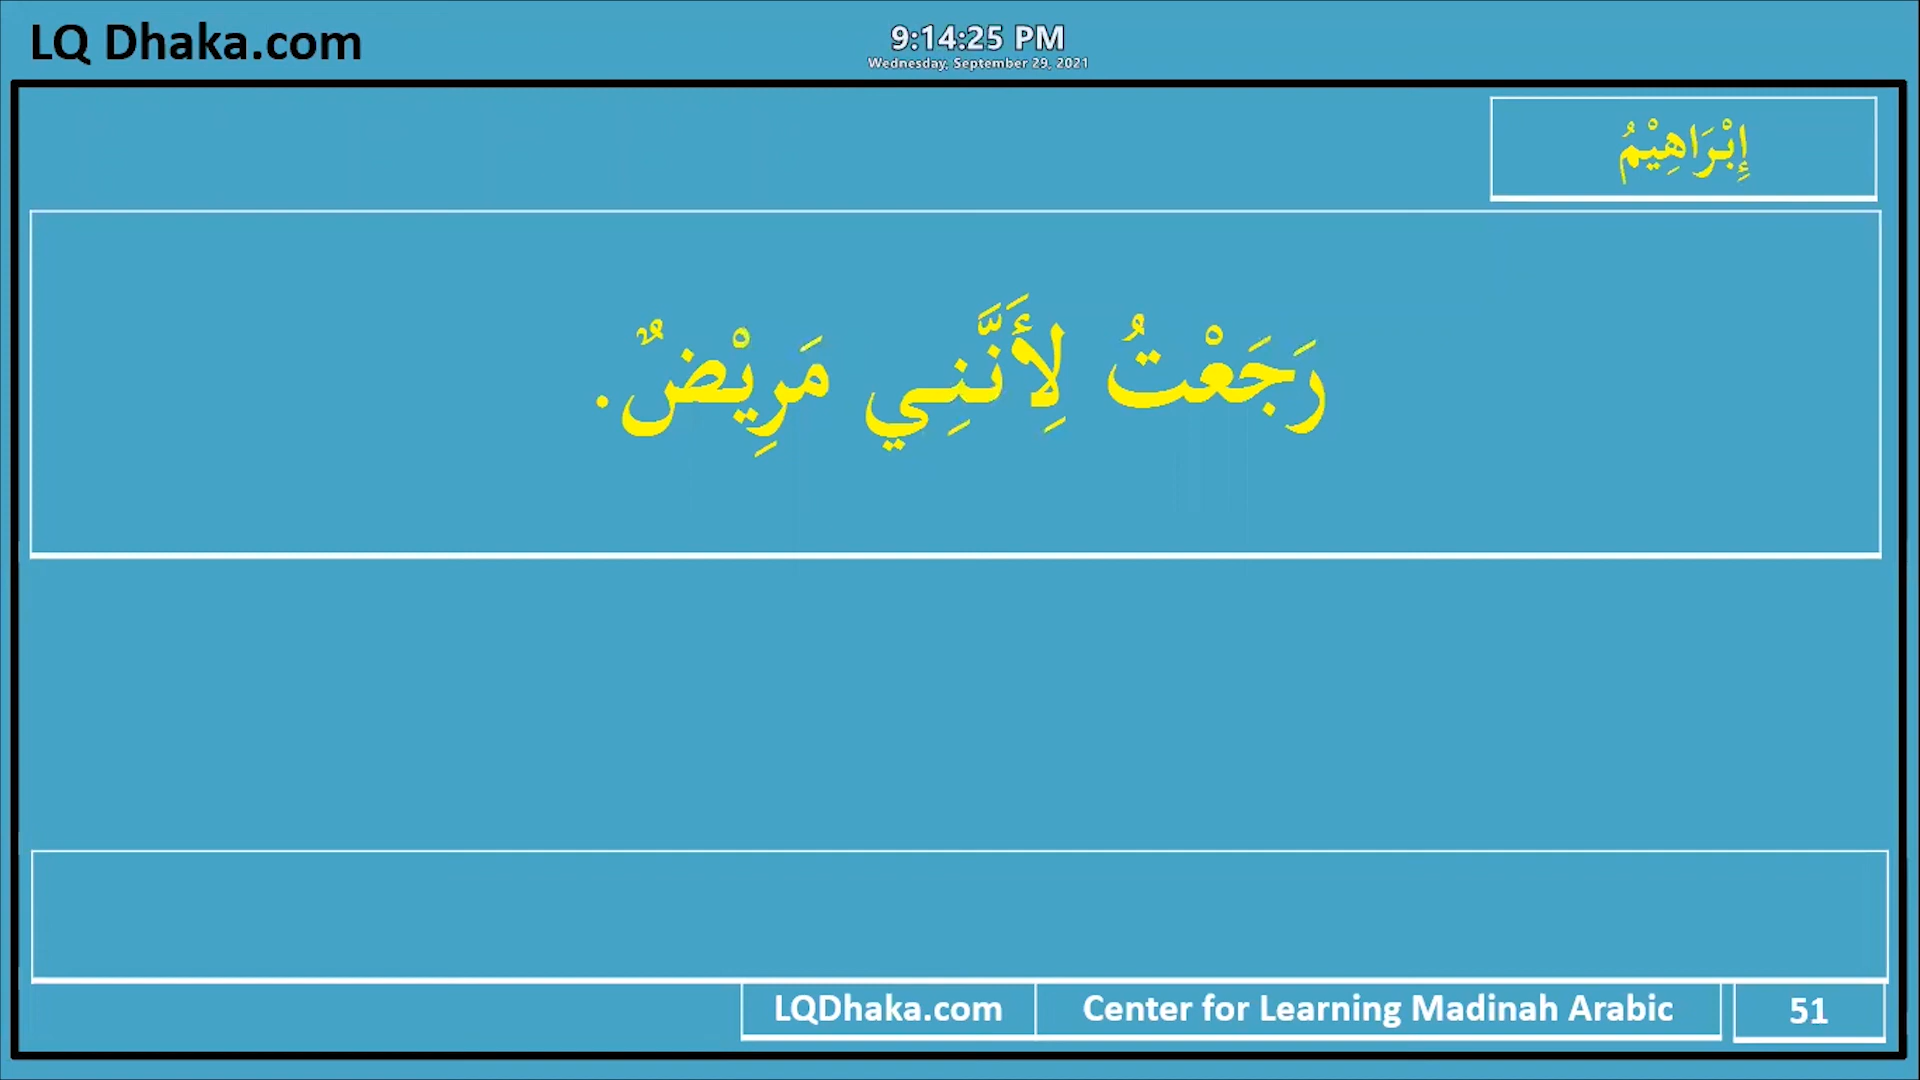 LQ Dhaka.com
9:14:25 PM
Wednesday, September 29, 2021
إِبْرَاهِيْمُ
رَجَعْتُ لِأَنَّنِي مَرِيْضٌ.
LQDhaka.com
Center for Learning Madinah Arabic
51